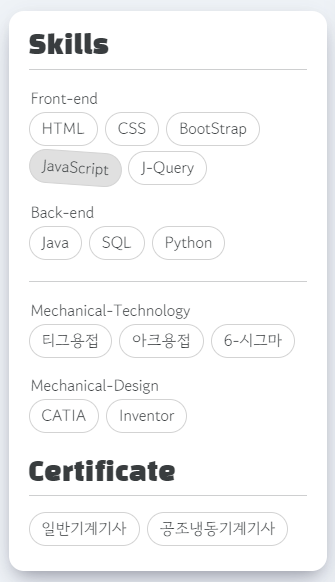 Skills
Front-end
HTML CSS BootStrap
JavaScript J-Query
Back-end
Java SQL Python
Mechanical-Technology
티그용접 아크용접 6-시그마
Mechanical-Design
CATIA Inventor
Certificate
일반기계기사 공조냉동기계기사